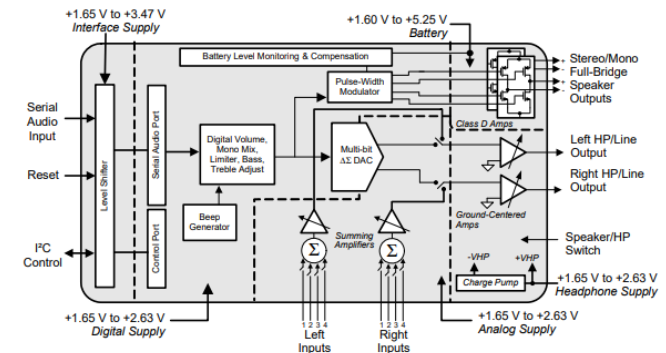 +1.65 V to +3.47 V
Interface Supply
+1.60 V to +5.25 V
Battery
Battery Level Monitoring & Compensation
Pulse-Width
Modulator
+
-
+
-
Stereo/Mono
Full-Bridge
Speaker
Outputs
Class D Amps
Serial
Audio
Input
Reset
I²C
Control
Level Shifter
Serial Audio Port
Control Port
Digital Volume,
Mono Mix,
Limiter, Bass,
Treble Adjust
Beep
Generator
Multi-bit
ΔΣ DAC
Left HP/Line
Output
Right HP/Line
Output
Ground-Centered
Amps
Summing
Amplifiers
Σ
Σ
1 2 3 4
1 2 3 4
Left
Inputs
Right
Inputs
Speaker/HP
Switch
-VHP
+VHP
Charge Pump
+1.65 V to +2.63 V
Headphone Supply
+1.65 V to +2.63 V
Digital Supply
+1.65 V to +2.63 V
Analog Supply